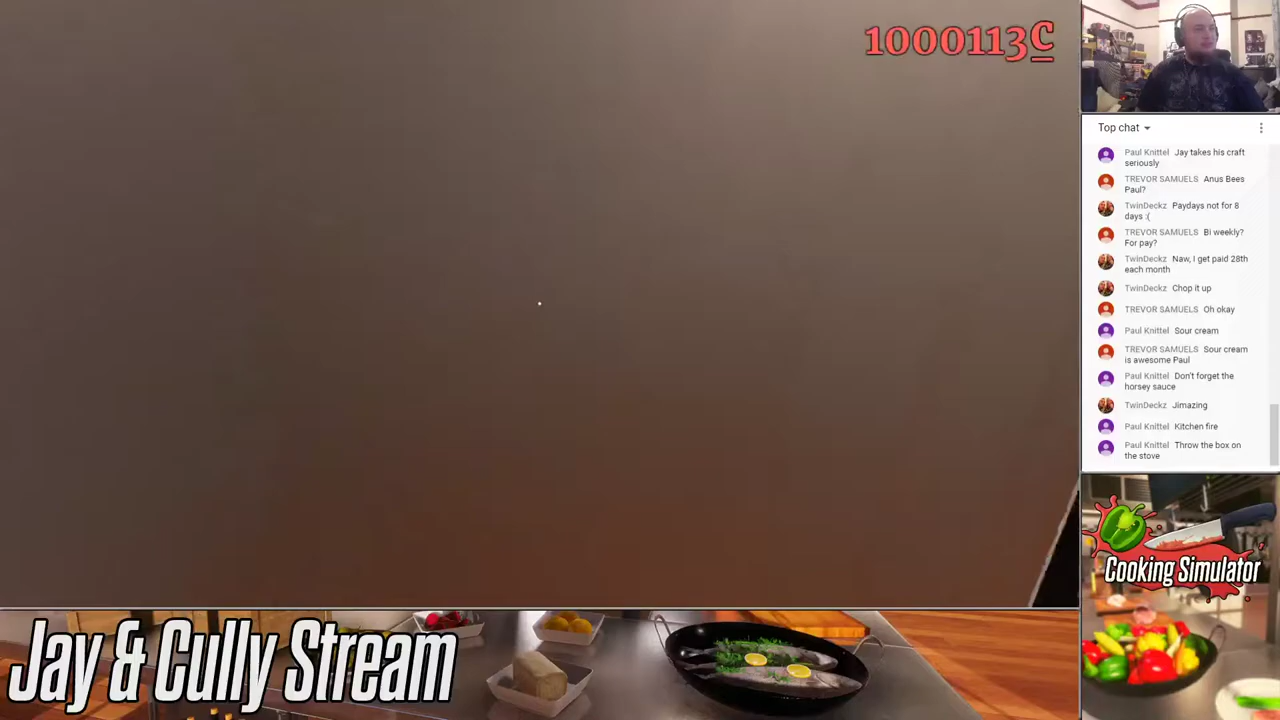 1000113C
Top chat
Paul Knittel Jay takes his craft
seriously
TREVOR SAMUELS Anus Bees
Paul?
TwinDeckz Paydays not for 8
days :(
TREVOR SAMUELS Bi weekly?
For pay?
TwinDeckz Naw, I get paid 28th
each month
TwinDeckz Chop it up
TREVOR SAMUELS Oh okay
Paul Knittel Sour cream
TREVOR SAMUELS Sour cream
is awesome Paul
Paul Knittel Don't forget the
horsey sauce
TwinDeckz Jimazing
Paul Knittel Kitchen fire
Paul Knittel Throw the box on
the stove
Cooking Simulator
Jay & Cully Stream